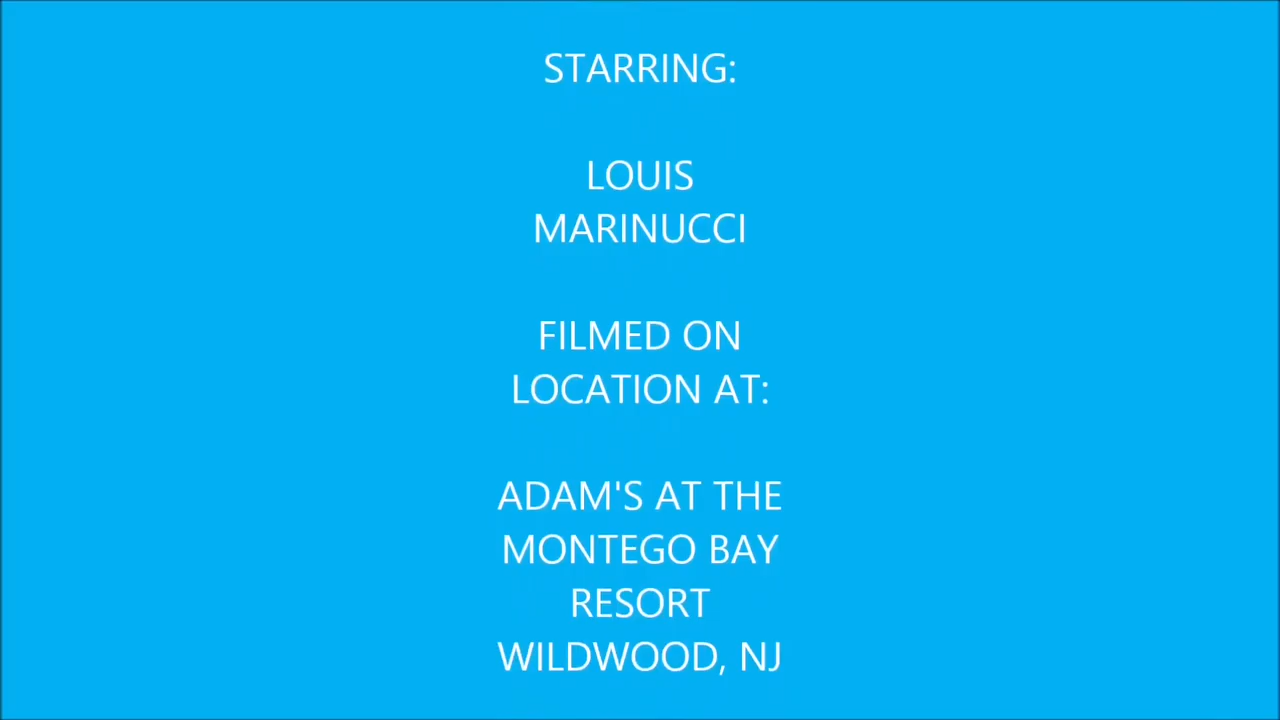 STARRING:
LOUIS
MARINUCCI
FILMED ON
LOCATION AT:
ADAM'S AT THE
MONTEGO BAY
RESORT
WILDWOOD, NJ